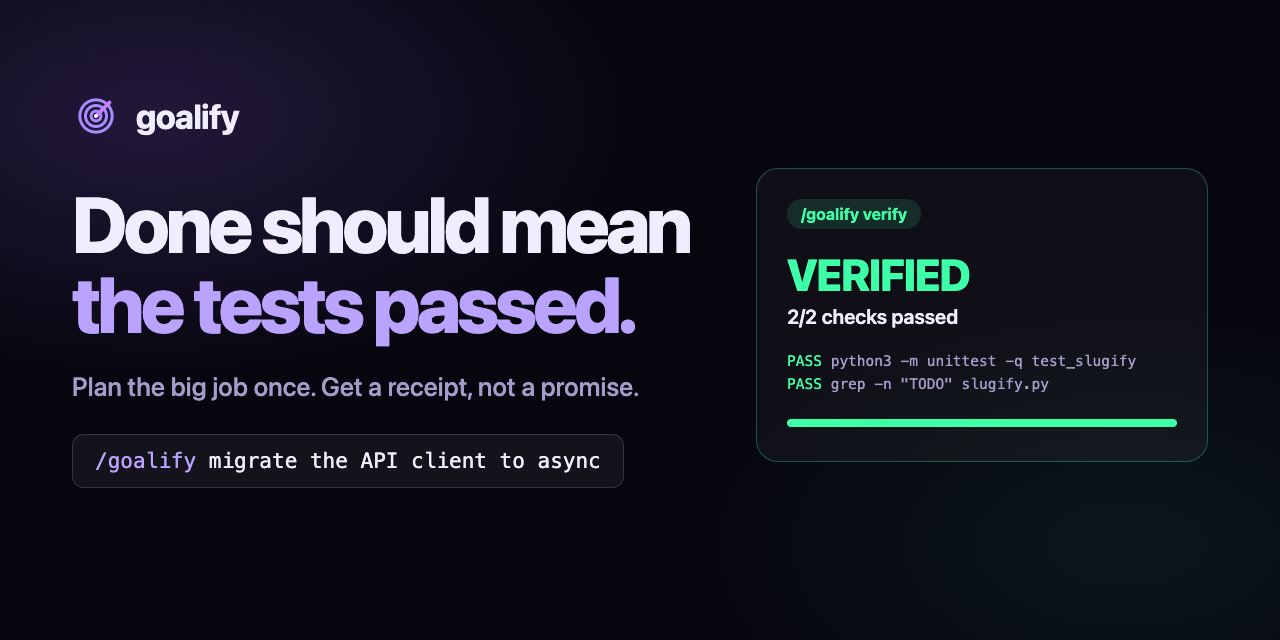 goalify
Done should mean
the tests passed.
Plan the big job once. Get a receipt, not a promise.
/goalify migrate the API client to async
/goalify verify
VERIFIED
2/2 checks passed
PASS python3 -m unittest -q test_slugify
PASS grep -n "TODO" slugify.py